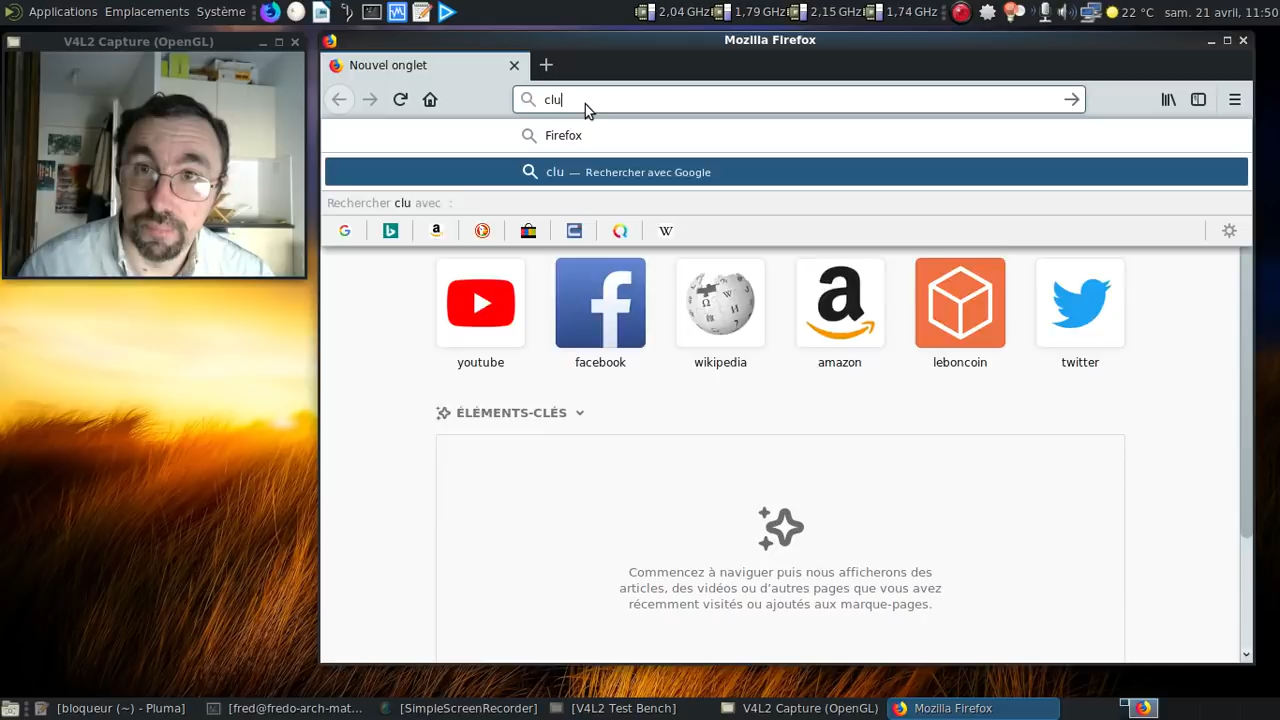 Applications Emplacements Système 2,04 GHz 1,79 GHz 2,15 GHz 1,74 GHz 22 °C sam. 21 avril, 11:50
V4L2 Capture (OpenGL)
Mozilla Firefox
Nouvel onglet
clu
Firefox
clu — Rechercher avec Google
Rechercher clu avec :
youtube facebook wikipedia amazon leboncoin twitter
ÉLÉMENTS-CLÉS
Commencez à naviguer puis nous afficherons des
articles, des vidéos ou d’autres pages que vous avez
récemment visités ou ajoutés aux marque-pages.
[bloqueur (~) - Pluma] [fred@fredo-arch-mat... [SimpleScreenRecorder] [V4L2 Test Bench] V4L2 Capture (OpenGL) Mozilla Firefox